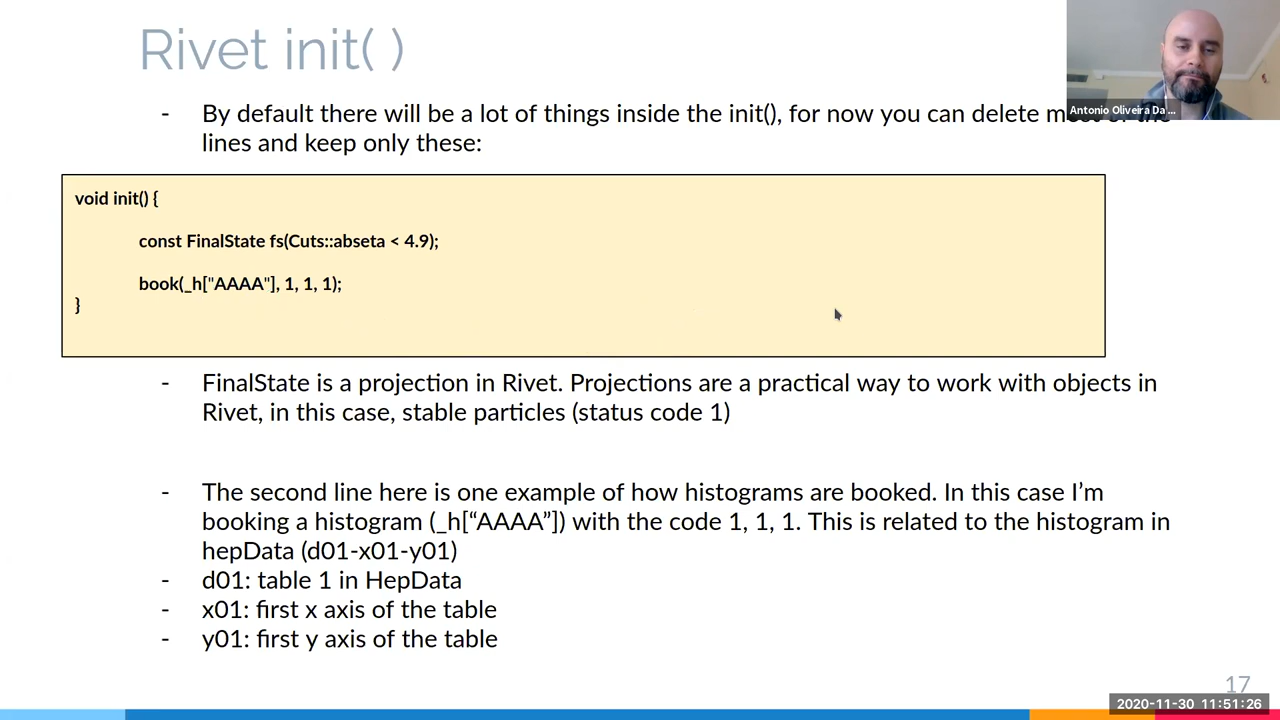 Rivet init( )
Antonio Oliveira Da ...
- By default there will be a lot of things inside the init(), for now you can delete
lines and keep only these:
void init() {
const FinalState fs(Cuts::abseta < 4.9);
book(_h["AAAA"], 1, 1, 1);
}
- FinalState is a projection in Rivet. Projections are a practical way to work with objects in
Rivet, in this case, stable particles (status code 1)
- The second line here is one example of how histograms are booked. In this case I’m
booking a histogram (_h[“AAAA”]) with the code 1, 1, 1. This is related to the histogram in
hepData (d01-x01-y01)
- d01: table 1 in HepData
- x01: first x axis of the table
- y01: first y axis of the table
17
2020-11-30 11:51:26